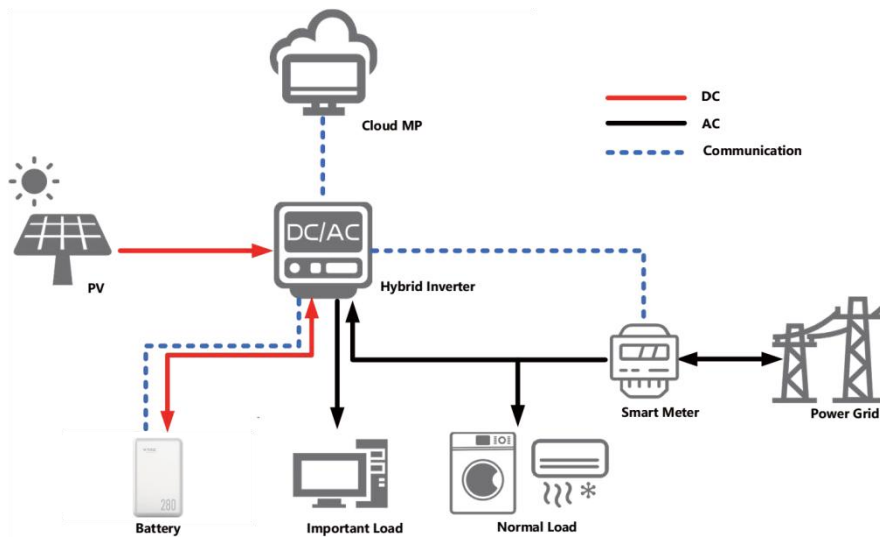 Cloud MP
DC
AC
Communication
DC/AC
PV
Hybrid Inverter
Smart Meter
Power Grid
280
Battery
Important Load
Normal Load